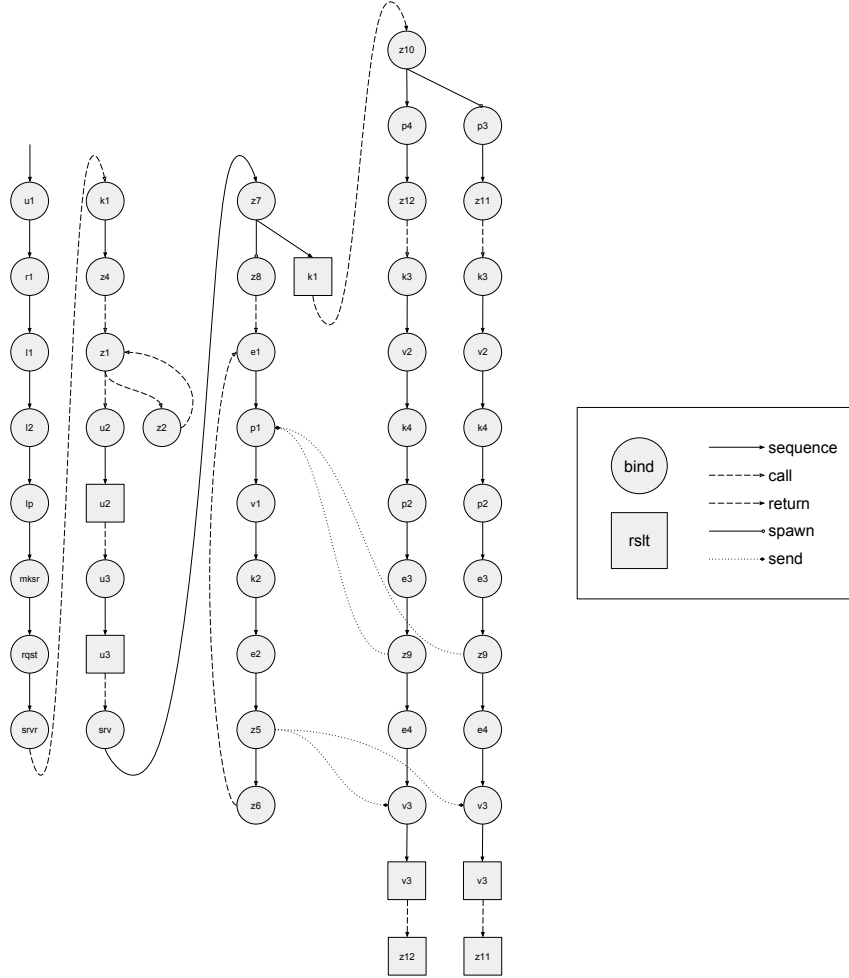 u1
r1
l1
l2
lp
mksr
rqst
srvr
k1
z4
z1
z2
u2
u2
u3
u3
srv
z7
z8
k1
e1
p1
v1
k2
e2
z5
z6
z10
p4
z12
k3
v2
k4
p2
e3
z9
e4
v3
v3
z12
p3
z11
k3
v2
k4
p2
e3
z9
e4
v3
v3
z11
bind
rslt
sequence
call
return
spawn
send